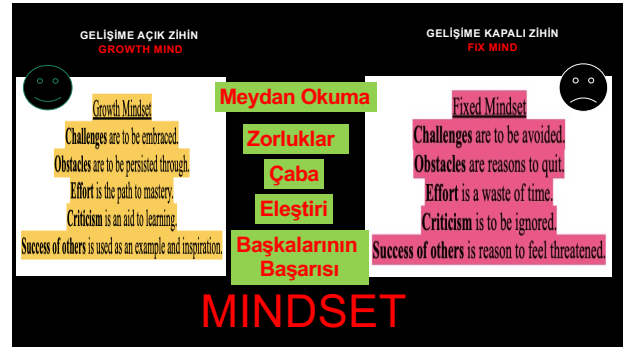 GELİŞİME AÇIK ZİHİN
GROWTH MIND
Growth Mindset
Challenges are to be embraced.
Obstacles are to be persisted through.
Effort is the path to mastery.
Criticism is an aid to learning.
Success of others is used as an example and inspiration.
Meydan Okuma
Zorluklar
Çaba
Eleştiri
Başkalarının
Başarısı
GELİŞİME KAPALI ZİHİN
FIX MIND
Fixed Mindset
Challenges are to be avoided.
Obstacles are reasons to quit.
Effort is a waste of time.
Criticism is to be ignored.
Success of others is reason to feel threatened.
MINDSET